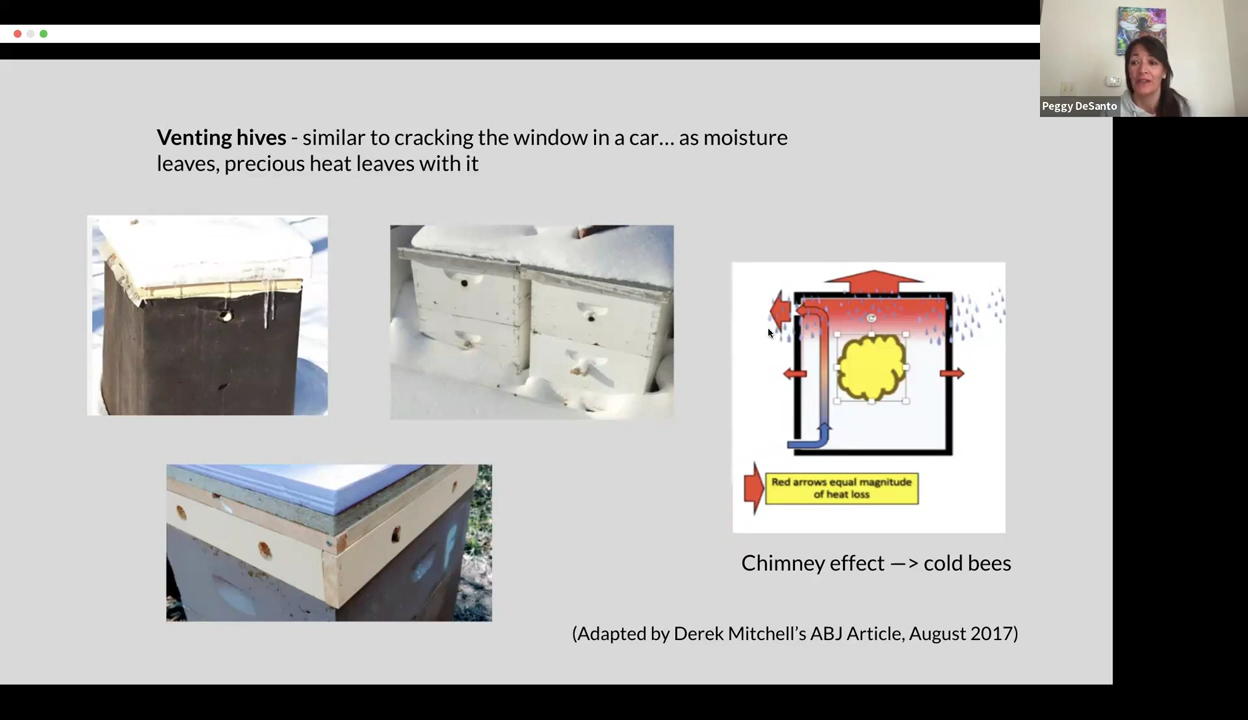 Peggy DeSanto
Venting hives - similar to cracking the window in a car... as moisture
leaves, precious heat leaves with it
Red arrows equal magnitude
of heat loss
Chimney effect —> cold bees
(Adapted by Derek Mitchell's ABJ Article, August 2017)